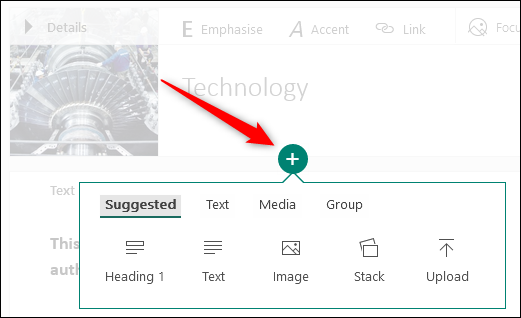 Details
Emphasise Accent Link Focu
Technology
Text
Suggested Text Media Group
This
auth
Heading 1 Text Image Stack Upload